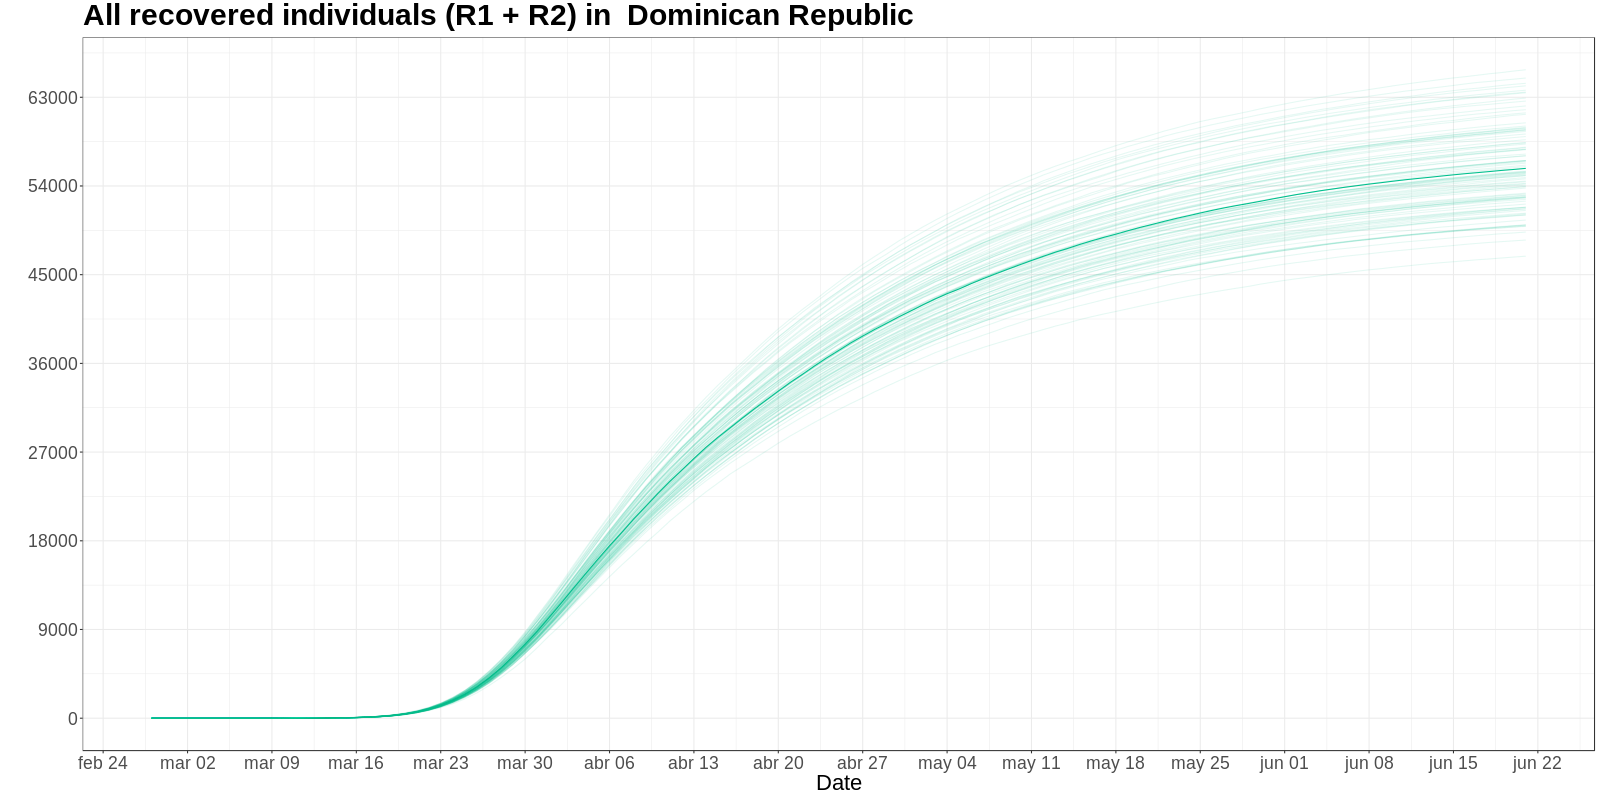 All recovered individuals (R1 + R2) in  Dominican Republic
63000
54000
45000
36000
27000
18000
9000
0
feb 24 mar 02 mar 09 mar 16 mar 23 mar 30 abr 06 abr 13 abr 20 abr 27 may 04 may 11 may 18 may 25 jun 01 jun 08 jun 15 jun 22
Date